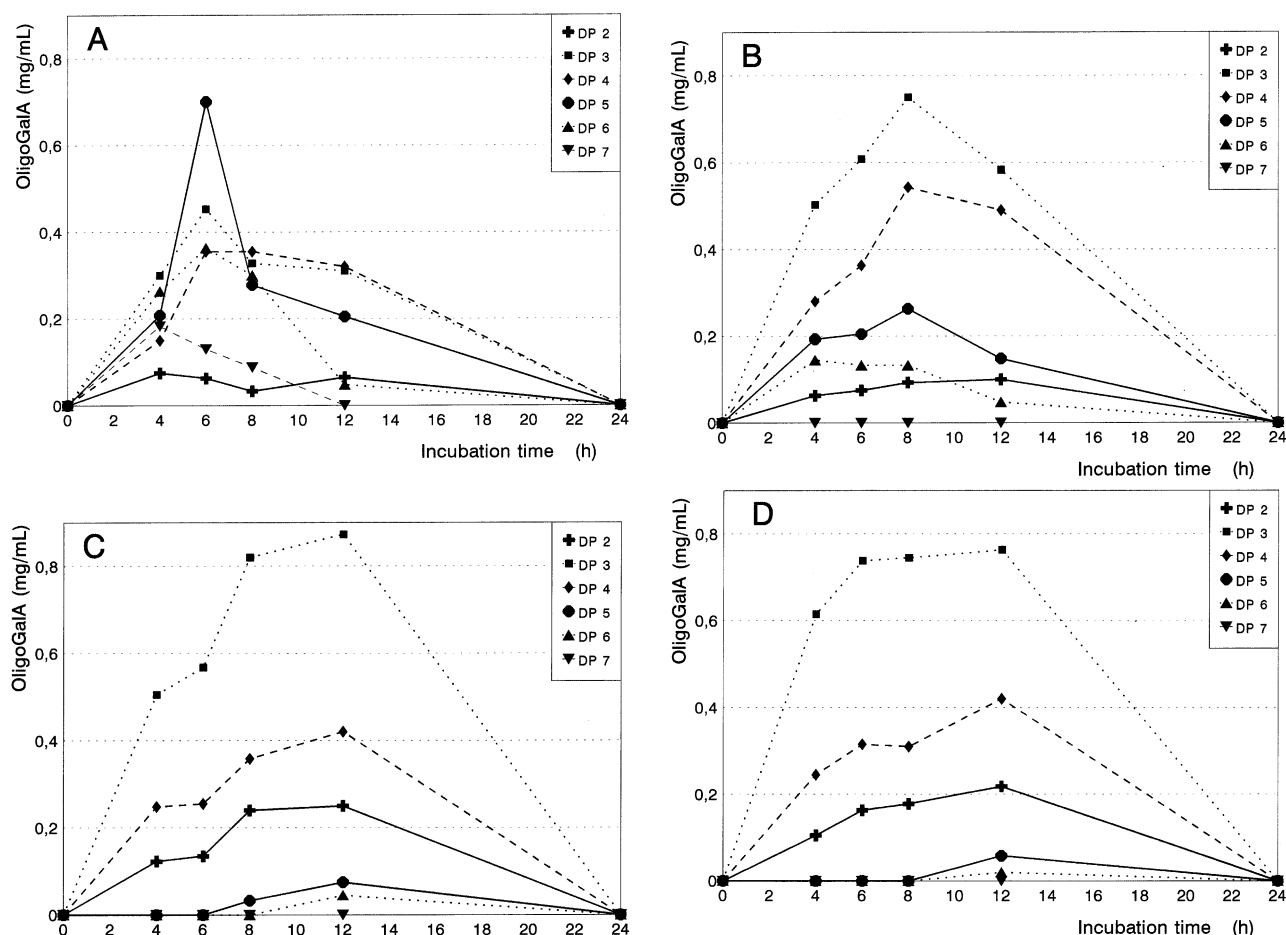 A
OligoGalA (mg/mL)
0,8
0,6
0,4
0,2
0
0 2 4 6 8 10 12 14 16 18 20 22 24
Incubation time (h)
DP 2
DP 3
DP 4
DP 5
DP 6
DP 7
B
OligoGalA (mg/mL)
0,8
0,6
0,4
0,2
0
0 2 4 6 8 10 12 14 16 18 20 22 24
Incubation time (h)
DP 2
DP 3
DP 4
DP 5
DP 6
DP 7
C
OligoGalA (mg/mL)
0,8
0,6
0,4
0,2
0
0 2 4 6 8 10 12 14 16 18 20 22 24
DP 2
DP 3
DP 4
DP 5
DP 6
DP 7
D
OligoGalA (mg/mL)
0,8
0,6
0,4
0,2
0
0 2 4 6 8 10 12 14 16 18 20 22 24
Incubation time (h)
DP 2
DP 3
DP 4
DP 5
DP 6
DP 7